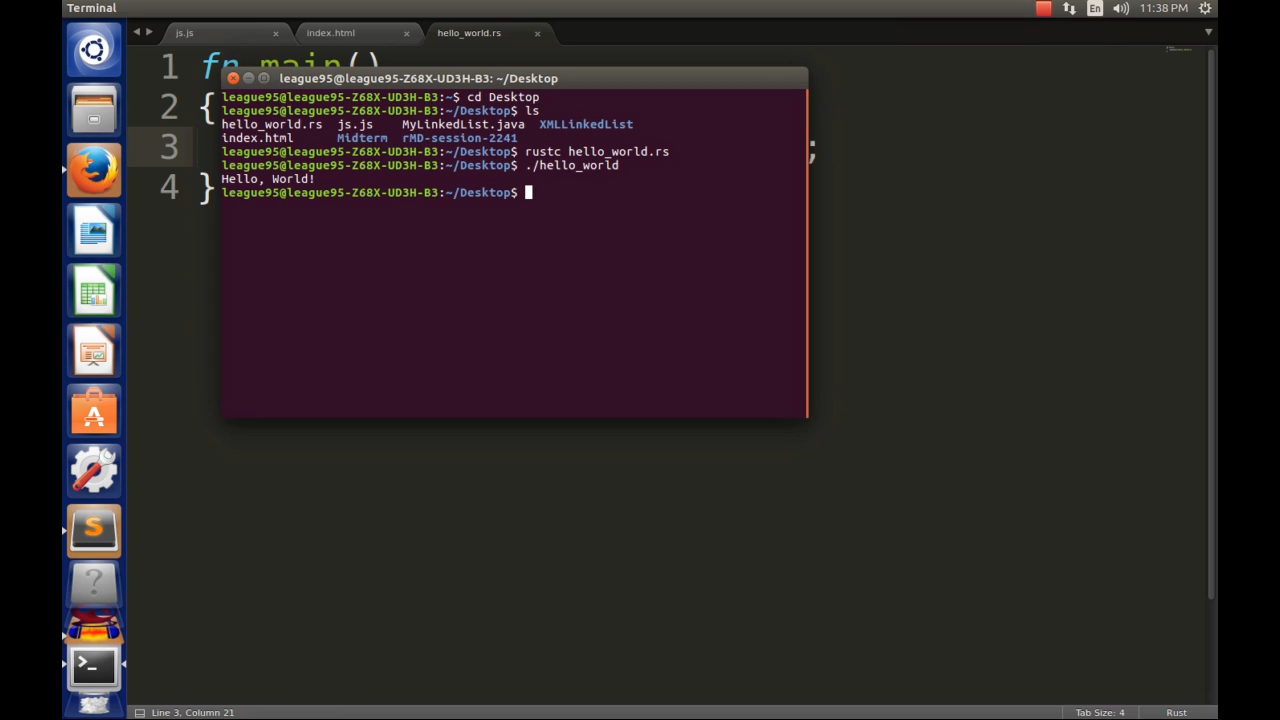 Terminal
En
11:38 PM
js.js
index.html
hello_world.rs
1 fn main()
2 {
3 ;
4 }
league95@league95-Z68X-UD3H-B3: ~/Desktop
league95@league95-Z68X-UD3H-B3:~$ cd Desktop
league95@league95-Z68X-UD3H-B3:~/Desktop$ ls
hello_world.rs js.js MyLinkedList.java XMLLinkedList
index.html Midterm rMD-session-2241
league95@league95-Z68X-UD3H-B3:~/Desktop$ rustc hello_world.rs
league95@league95-Z68X-UD3H-B3:~/Desktop$ ./hello_world
Hello, World!
league95@league95-Z68X-UD3H-B3:~/Desktop$
Line 3, Column 21
Tab Size: 4
Rust